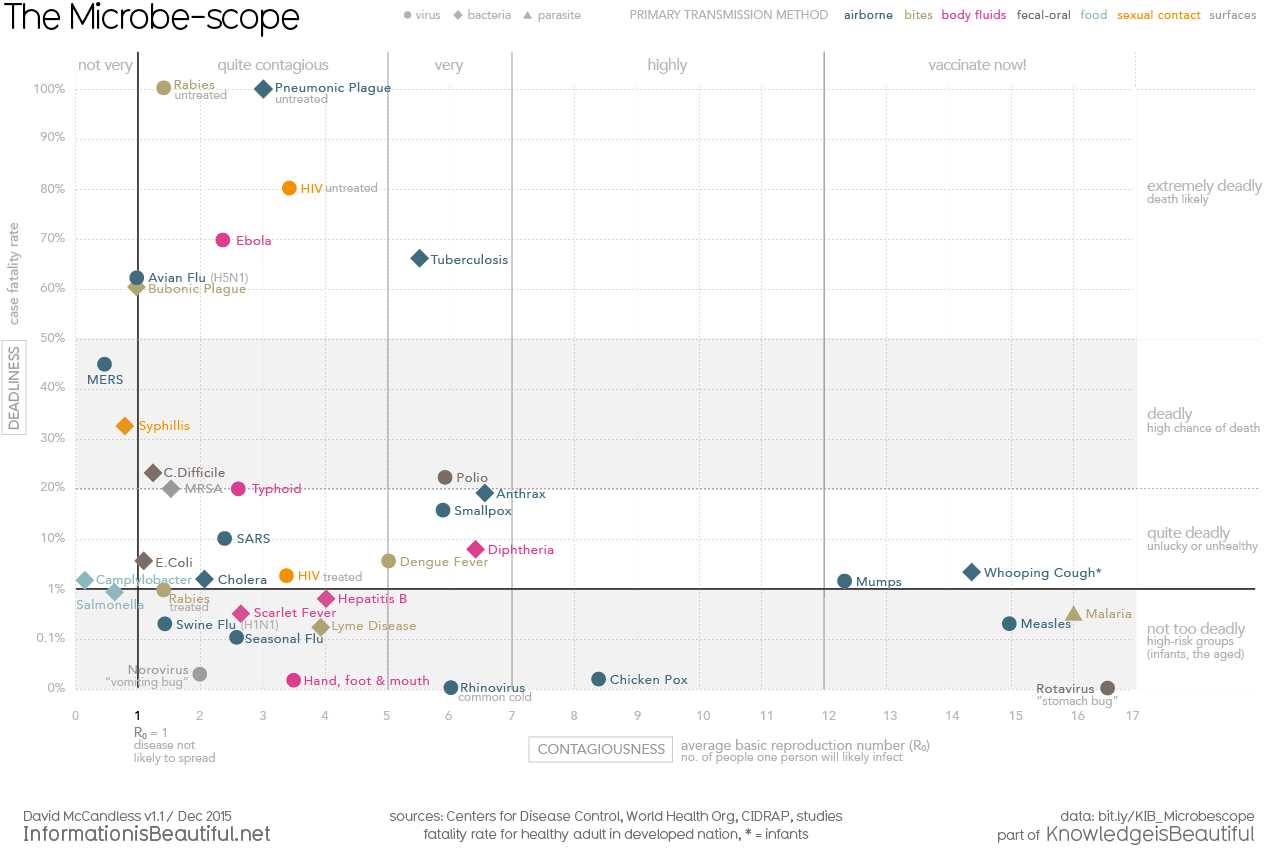 The Microbe-scope
virus bacteria parasite
PRIMARY TRANSMISSION METHOD airborne bites body fluids fecal-oral food sexual contact surfaces
not very quite contagious very highly vaccinate now!
100%
Rabies
untreated
Pneumonic Plague
untreated
90%
80%
HIV untreated
extremely deadly
death likely
70%
Ebola
Tuberculosis
Avian Flu (H5N1)
60%
Bubonic Plague
case fatality rate
DEADLINESS
50%
MERS
40%
Syphillis
deadly
high chance of death
30%
C.Difficile
Polio
20%
MRSA
Typhoid
Anthrax
Smallpox
10%
SARS
Diphtheria
quite deadly
unlucky or unhealthy
E.Coli
Dengue Fever
Camplylobacter
Cholera
HIV treated
Mumps
Whooping Cough*
1%
Salmonella
Rabies
treated
Hepatitis B
Scarlet Fever
Malaria
Swine Flu (H1N1)
Lyme Disease
Measles
not too deadly
high-risk groups
(infants, the aged)
0.1%
Seasonal Flu
Norovirus
“vomiting bug”
Hand, foot & mouth
Rhinovirus
common cold
Chicken Pox
Rotavirus
“stomach bug”
0%
0 1 2 3 4 5 6 7 8 9 10 11 12 13 14 15 16 17
R₀ = 1
disease not
likely to spread
CONTAGIOUSNESS
average basic reproduction number (R₀)
no. of people one person will likely infect
David McCandless v1.1 / Dec 2015
InformationisBeautiful.net
sources: Centers for Disease Control, World Health Org, CIDRAP, studies
fatality rate for healthy adult in developed nation, * = infants
data: bit.ly/KIB_Microbescope
part of KnowledgeisBeautiful